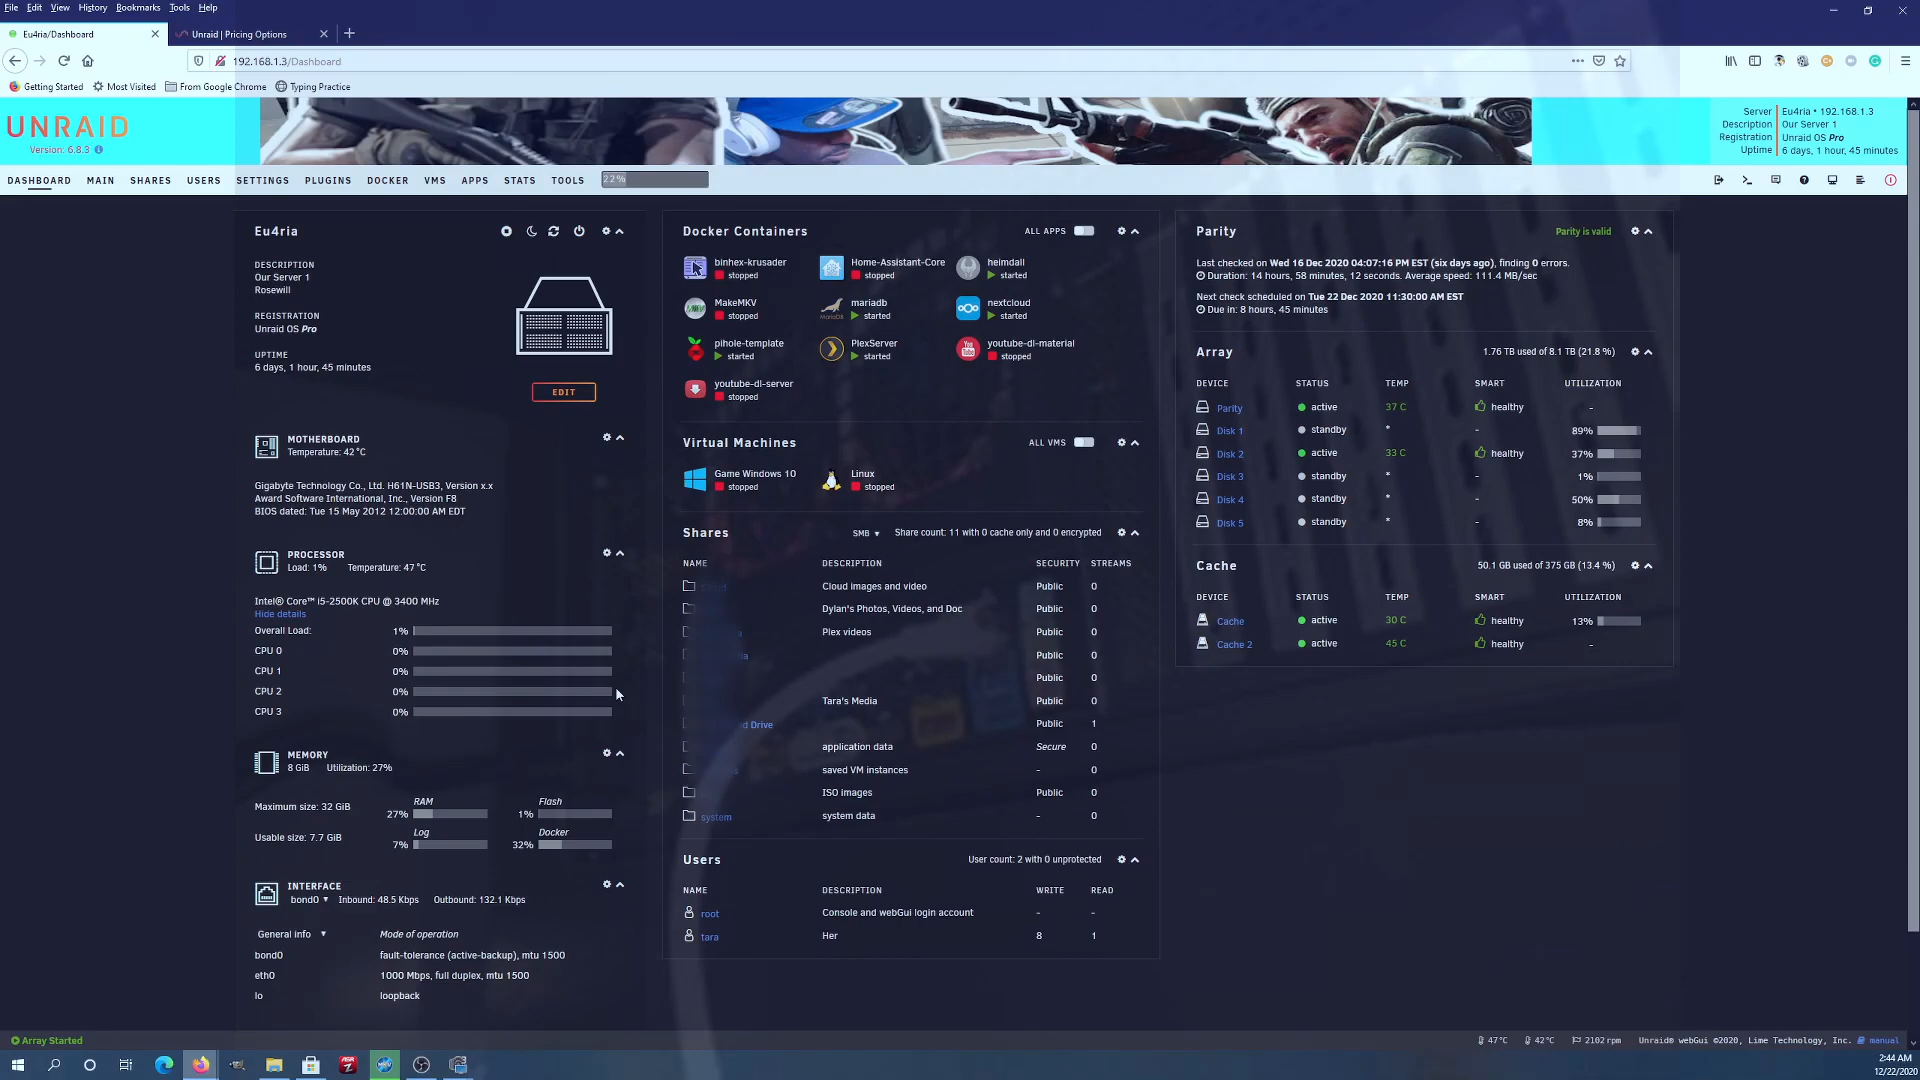 File Edit View History Bookmarks Tools Help
Eu4ria/Dashboard
Unraid | Pricing Options
192.168.1.3/Dashboard
Getting Started Most Visited From Google Chrome Typing Practice
UNRAID
Version: 6.8.3
Server Eu4ria • 192.168.1.3
Description Our Server 1
Registration Unraid OS Pro
Uptime 6 days, 1 hour, 45 minutes
DASHBOARD MAIN SHARES USERS SETTINGS PLUGINS DOCKER VMS APPS STATS TOOLS 22%
Eu4ria
DESCRIPTION
Our Server 1
Rosewill
REGISTRATION
Unraid OS Pro
UPTIME
6 days, 1 hour, 45 minutes
EDIT
MOTHERBOARD
Temperature: 42 °C
Gigabyte Technology Co., Ltd. H61N-USB3, Version x.x
Award Software International, Inc., Version F8
BIOS dated: Tue 15 May 2012 12:00:00 AM EDT
PROCESSOR
Load: 1% Temperature: 47 °C
Intel® Core™ i5-2500K CPU @ 3400 MHz
Hide details
Overall Load: 1%
CPU 0 0%
CPU 1 0%
CPU 2 0%
CPU 3 0%
MEMORY
8 GiB Utilization: 27%
RAM Flash
Maximum size: 32 GiB 27% 1%
Log Docker
Usable size: 7.7 GiB 7% 32%
INTERFACE
bond0 Inbound: 48.5 Kbps Outbound: 132.1 Kbps
General info Mode of operation
bond0 fault-tolerance (active-backup), mtu 1500
eth0 1000 Mbps, full duplex, mtu 1500
lo loopback
Docker Containers ALL APPS
binhex-krusader Home-Assistant-Core heimdall
stopped stopped started
MakeMKV mariadb nextcloud
stopped started started
pihole-template PlexServer youtube-dl-material
started started stopped
youtube-dl-server
stopped
Virtual Machines ALL VMS
Game Windows 10 Linux
stopped stopped
Shares SMB Share count: 11 with 0 cache only and 0 encrypted
NAME DESCRIPTION SECURITY STREAMS
Cloud images and video Public 0
Dylan's Photos, Videos, and Doc Public 0
Plex videos Public 0
Public 0
Public 0
Tara's Media Public 0
Drive Public 1
application data Secure 0
saved VM instances - 0
ISO images Public 0
system system data - 0
Users User count: 2 with 0 unprotected
NAME DESCRIPTION WRITE READ
root Console and webGui login account - -
tara Her 8 1
Parity Parity is valid
Last checked on Wed 16 Dec 2020 04:07:16 PM EST (six days ago), finding 0 errors.
Duration: 14 hours, 58 minutes, 12 seconds. Average speed: 111.4 MB/sec
Next check scheduled on Tue 22 Dec 2020 11:30:00 AM EST
Due in: 8 hours, 45 minutes
Array 1.76 TB used of 8.1 TB (21.8 %)
DEVICE STATUS TEMP SMART UTILIZATION
Parity active 37 C healthy -
Disk 1 standby * - 89%
Disk 2 active 33 C healthy 37%
Disk 3 standby * - 1%
Disk 4 standby * - 50%
Disk 5 standby * - 8%
Cache 50.1 GB used of 375 GB (13.4 %)
DEVICE STATUS TEMP SMART UTILIZATION
Cache active 30 C healthy 13%
Cache 2 active 45 C healthy -
Array Started
47°C 42°C 2102 rpm Unraid® webGui ©2020, Lime Technology, Inc. manual
2:44 AM
12/22/2020